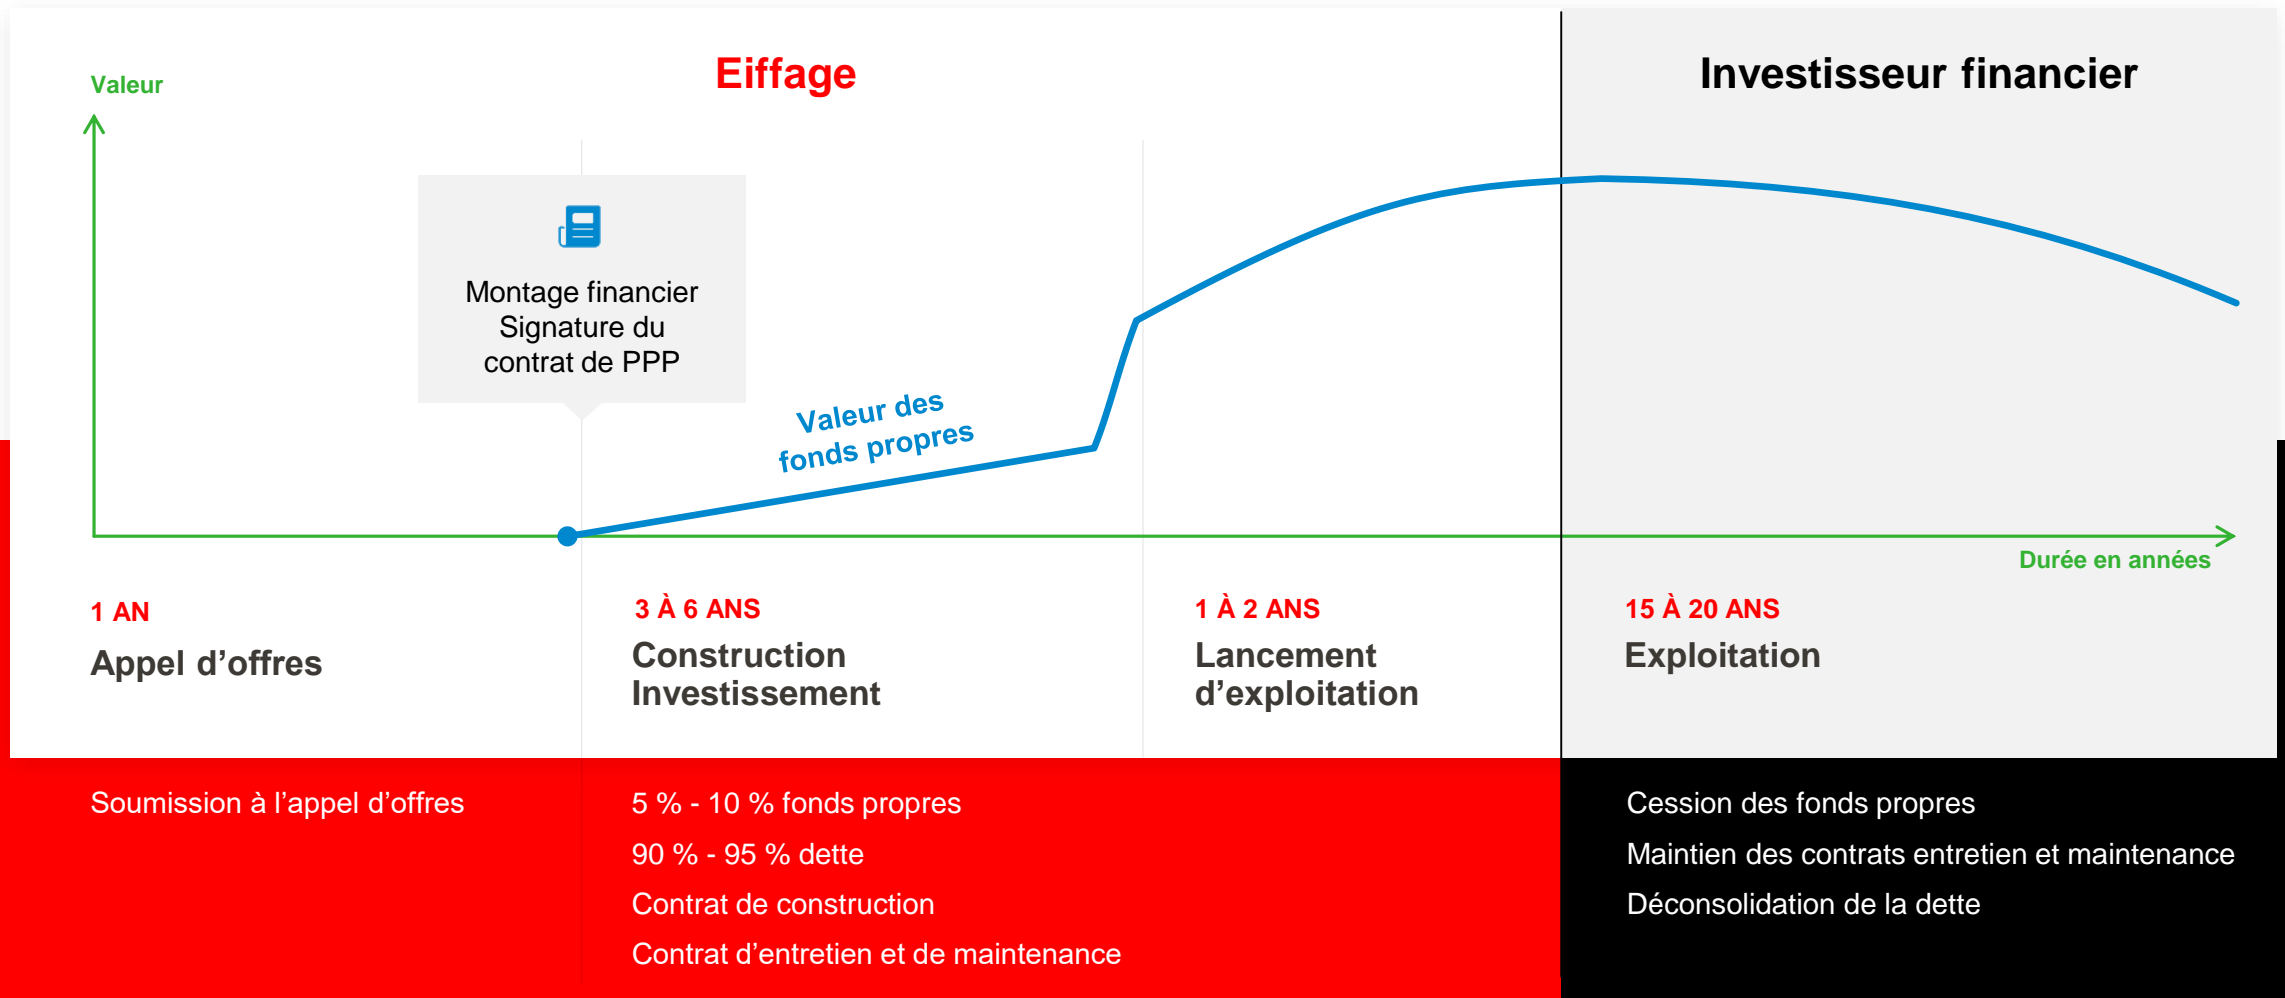 Eiffage
Investisseur financier
Valeur
Montage financier
Signature du
contrat de PPP
Valeur des
fonds propres
Durée en années
1 AN
Appel d’offres
3 À 6 ANS
Construction
Investissement
1 À 2 ANS
Lancement
d’exploitation
15 À 20 ANS
Exploitation
Soumission à l’appel d’offres
5 % - 10 % fonds propres
90 % - 95 % dette
Contrat de construction
Contrat d’entretien et de maintenance
Cession des fonds propres
Maintien des contrats entretien et maintenance
Déconsolidation de la dette